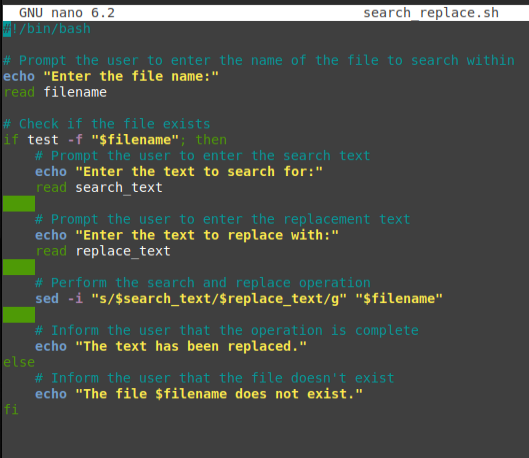 GNU nano 6.2 search_replace.sh
#!/bin/bash
# Prompt the user to enter the name of the file to search within
echo "Enter the file name:"
read filename
# Check if the file exists
if test -f "$filename"; then
    # Prompt the user to enter the search text
    echo "Enter the text to search for:"
    read search_text
    # Prompt the user to enter the replacement text
    echo "Enter the text to replace with:"
    read replace_text
    # Perform the search and replace operation
    sed -i "s/$search_text/$replace_text/g" "$filename"
    # Inform the user that the operation is complete
    echo "The text has been replaced."
else
    # Inform the user that the file doesn't exist
    echo "The file $filename does not exist."
fi